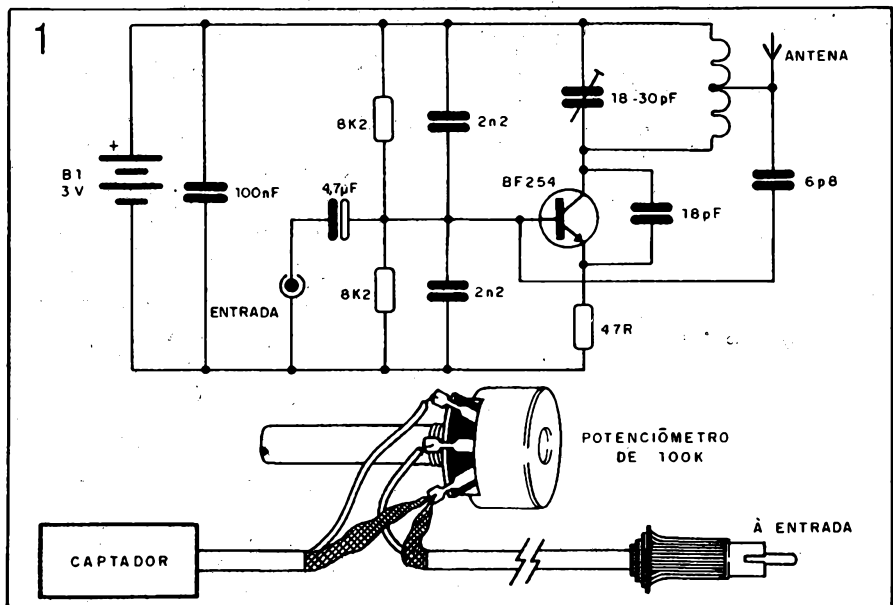 1
ANTENA
18-30pF
8K2
2n2
+
B1
3V
100nF
4,7µF
BF254
18pF
6p8
ENTRADA
8K2
2n2
47R
POTENCIÔMETRO
DE 100K
À ENTRADA
CAPTADOR